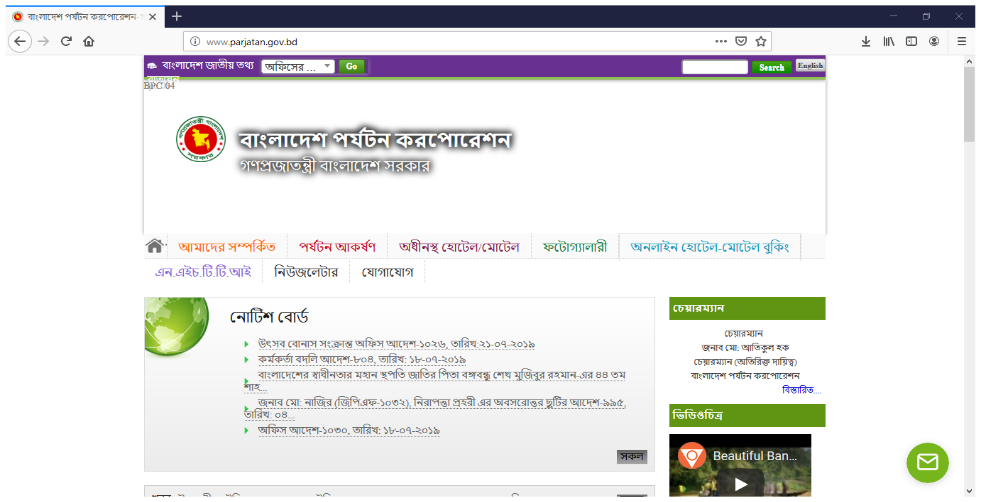 বাংলাদেশ পর্যটন করপোরেশন-
www.parjatan.gov.bd
বাংলাদেশ জাতীয় তথ্য অফিসের ... Go Search English
BPC 04
বাংলাদেশ পর্যটন করপোরেশন
গণপ্রজাতন্ত্রী বাংলাদেশ সরকার
আমাদের সম্পর্কিত পর্যটন আকর্ষণ অধীনস্থ হোটেল/মোটেল ফটোগ্যালারী অনলাইন হোটেল-মোটেল বুকিং
এন.এইচ.টি.টি.আই নিউজলেটার যোগাযোগ
নোটিশ বোর্ড
উৎসব বোনাস সংক্রান্ত অফিস আদেশ-১০২৬, তারিখ:২১-০৭-২০১৯
কর্মকর্তা বদলি আদেশ-৮০৪, তারিখ: ১৮-০৭-২০১৯
বাংলাদেশের স্বাধীনতার মহান স্থপতি জাতির পিতা বঙ্গবন্ধু শেখ মুজিবুর রহমান-এর ৪৪ তম
শাহ...
জনাব মো: নাজির (জিপিএফ-১০৩২), নিরাপত্তা প্রহরী এর অবসরোত্তর ছুটির আদেশ-৯৯৫,
তারিখ: ০৪...
অফিস আদেশ-১০৩০, তারিখ: ১৮-০৭-২০১৯
সকল
চেয়ারম্যান
চেয়ারম্যান
জনাব মো: আতিকুল হক
চেয়ারম্যান (অতিরিক্ত দায়িত্ব)
বাংলাদেশ পর্যটন করপোরেশন
বিস্তারিত....
ভিডিওচিত্র
Beautiful Ban...